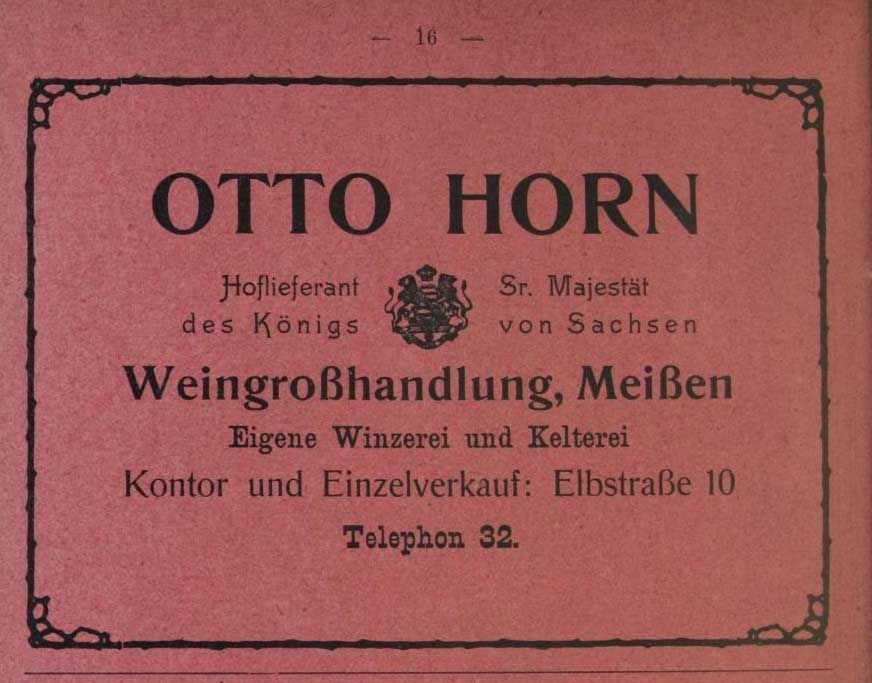 — 16 —
OTTO HORN
Hoflieferant Sr. Majestät
des Königs von Sachsen
Weingroßhandlung, Meißen
Eigene Winzerei und Kelterei
Kontor und Einzelverkauf: Elbstraße 10
Telephon 32.